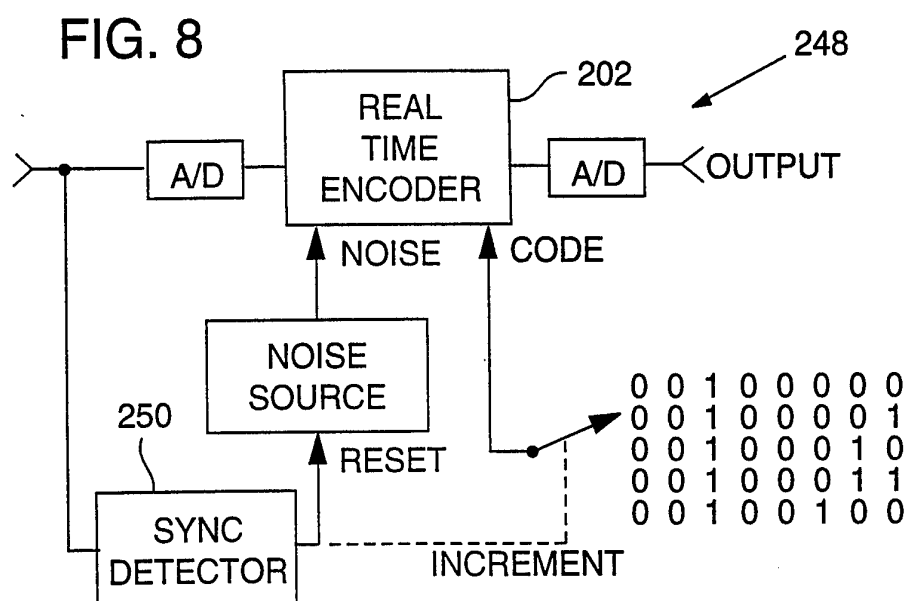 FIG. 8
248
202
REAL
TIME
ENCODER
A/D
A/D
OUTPUT
NOISE
CODE
NOISE
SOURCE
250
RESET
SYNC
DETECTOR
INCREMENT
0 0 1 0 0 0 0 0
0 0 1 0 0 0 0 1
0 0 1 0 0 0 1 0
0 0 1 0 0 0 1 1
0 0 1 0 0 1 0 0